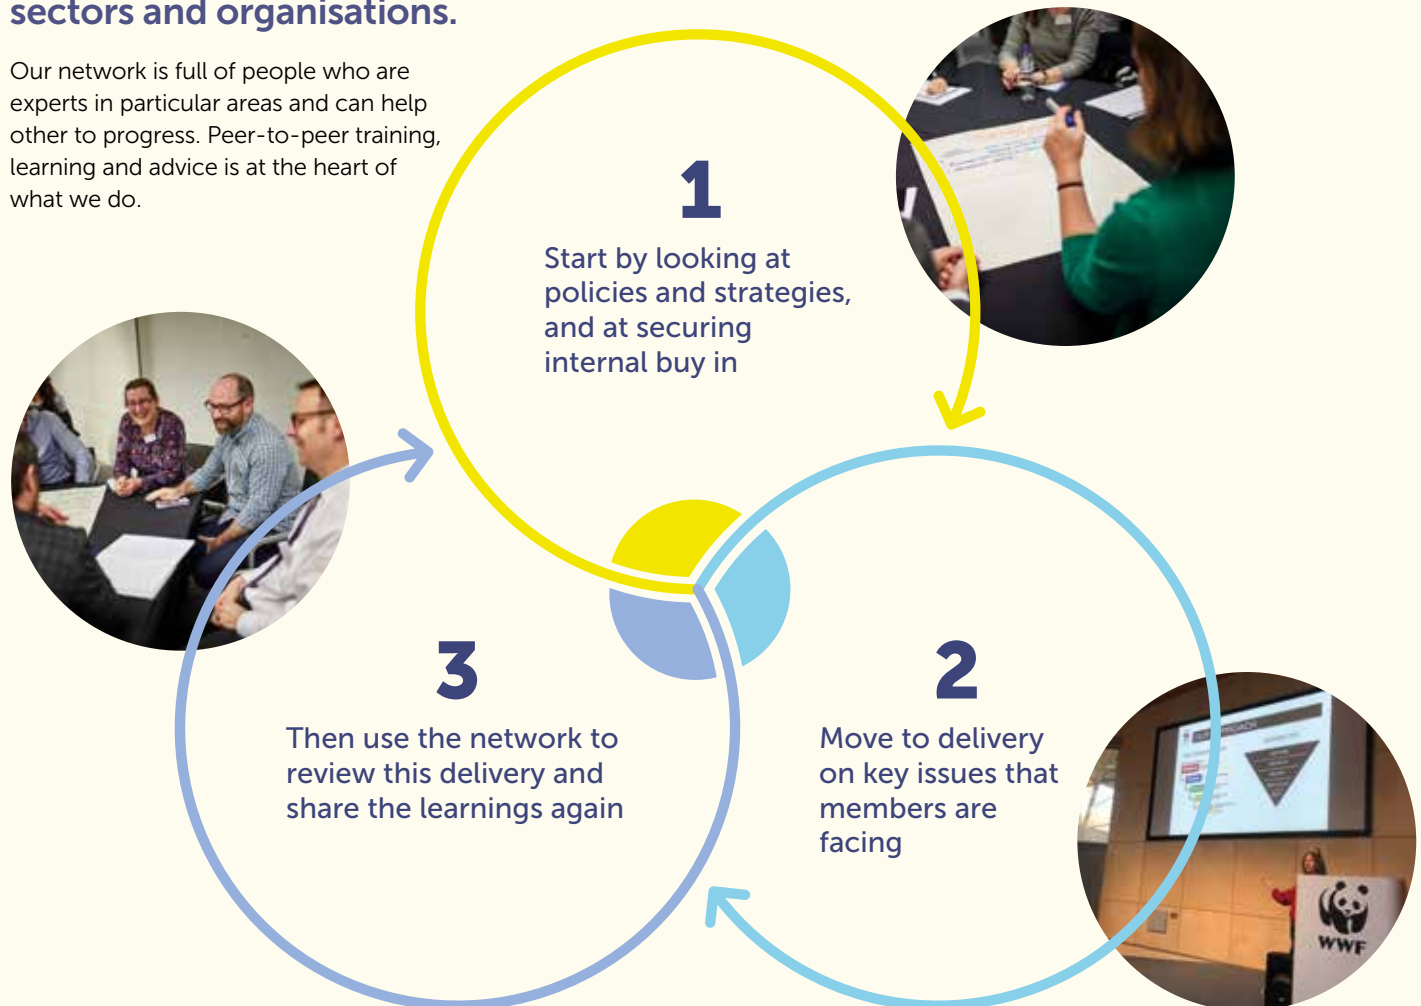 sectors and organisations.
Our network is full of people who are
experts in particular areas and can help
other to progress. Peer-to-peer training,
learning and advice is at the heart of
what we do.
1
Start by looking at
policies and strategies,
and at securing
internal buy in
3
Then use the network to
review this delivery and
share the learnings again
2
Move to delivery
on key issues that
members are
facing
WWF